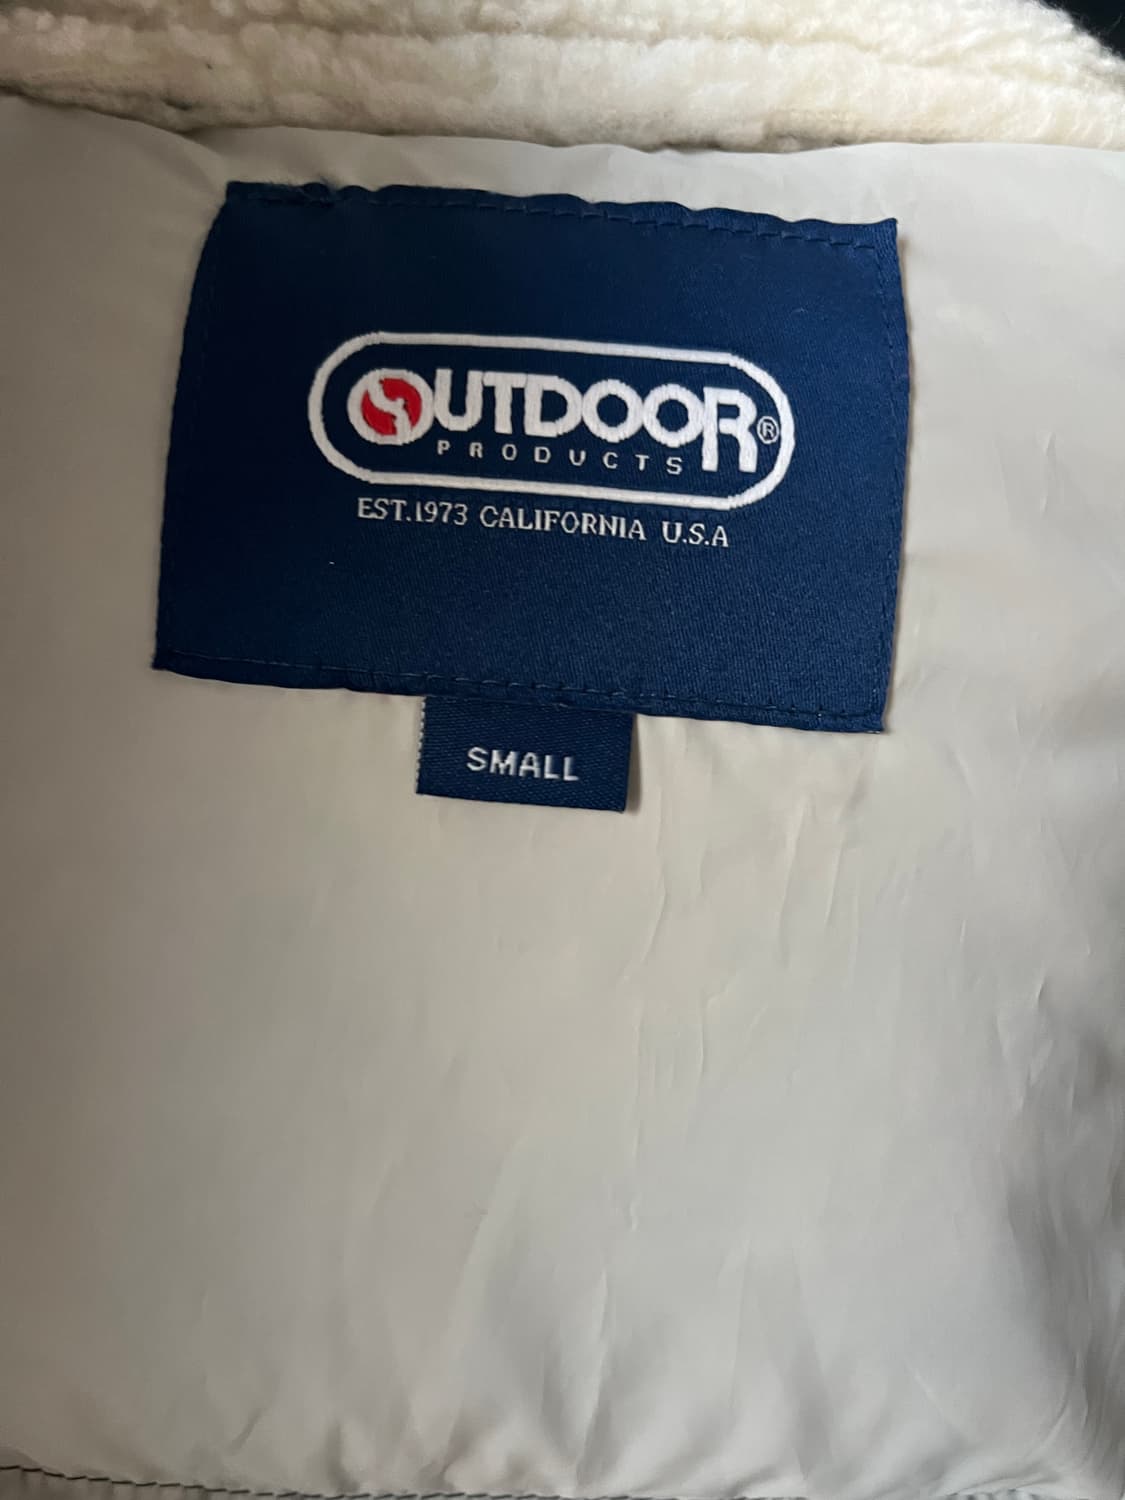 OUTDOOR®
PRODUCTS
EST.1973 CALIFORNIA U.S.A
SMALL